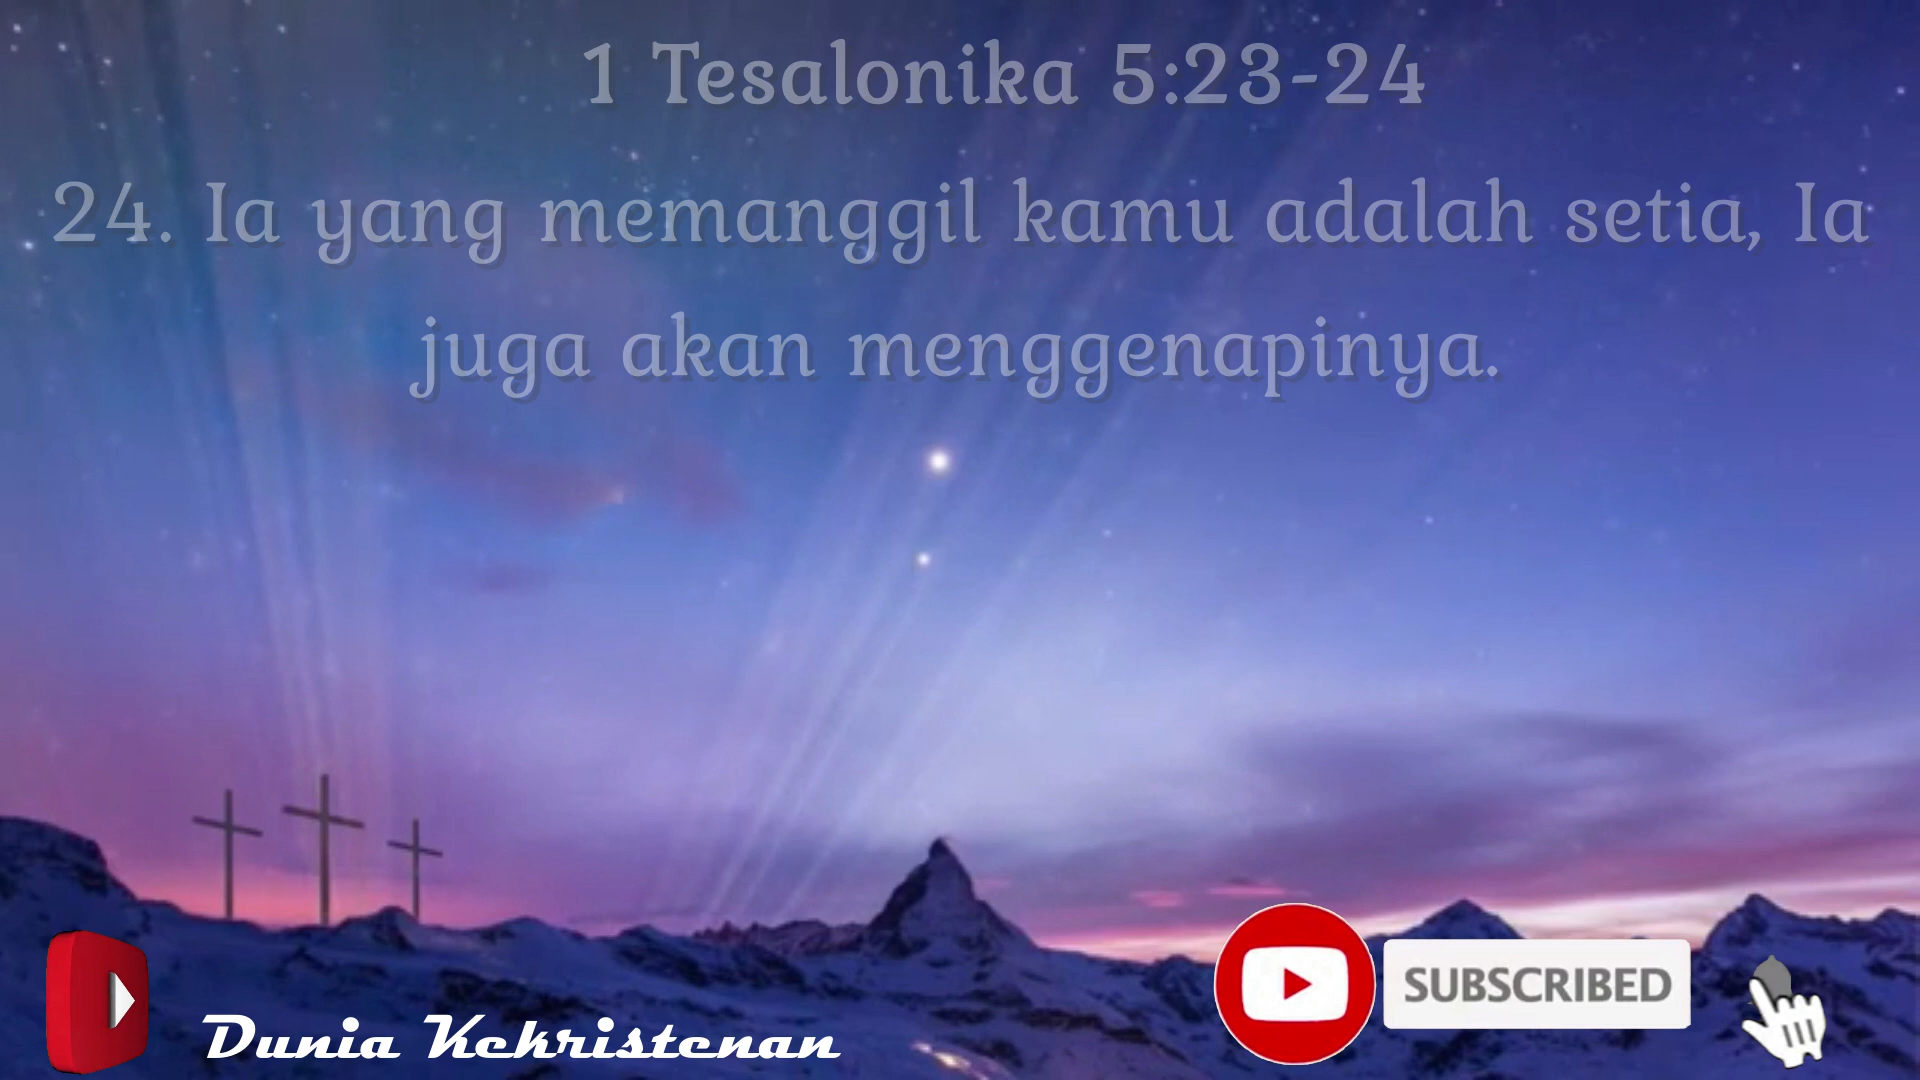 1 Tesalonika 5:23-24
24. Ia yang memanggil kamu adalah setia, Ia
juga akan menggenapinya.
Dunia Kekristenan
SUBSCRIBED